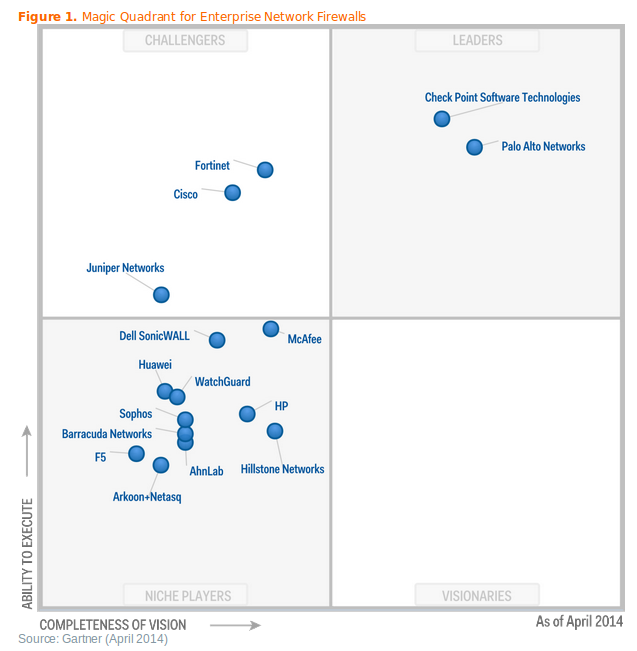 Figure 1. Magic Quadrant for Enterprise Network Firewalls
CHALLENGERS
LEADERS
Check Point Software Technologies
Palo Alto Networks
Fortinet
Cisco
Juniper Networks
Dell SonicWALL
McAfee
Huawei
WatchGuard
Sophos
HP
Barracuda Networks
F5
AhnLab
Hillstone Networks
Arkoon+Netasq
ABILITY TO EXECUTE
NICHE PLAYERS
VISIONARIES
COMPLETENESS OF VISION
As of April 2014
Source: Gartner (April 2014)